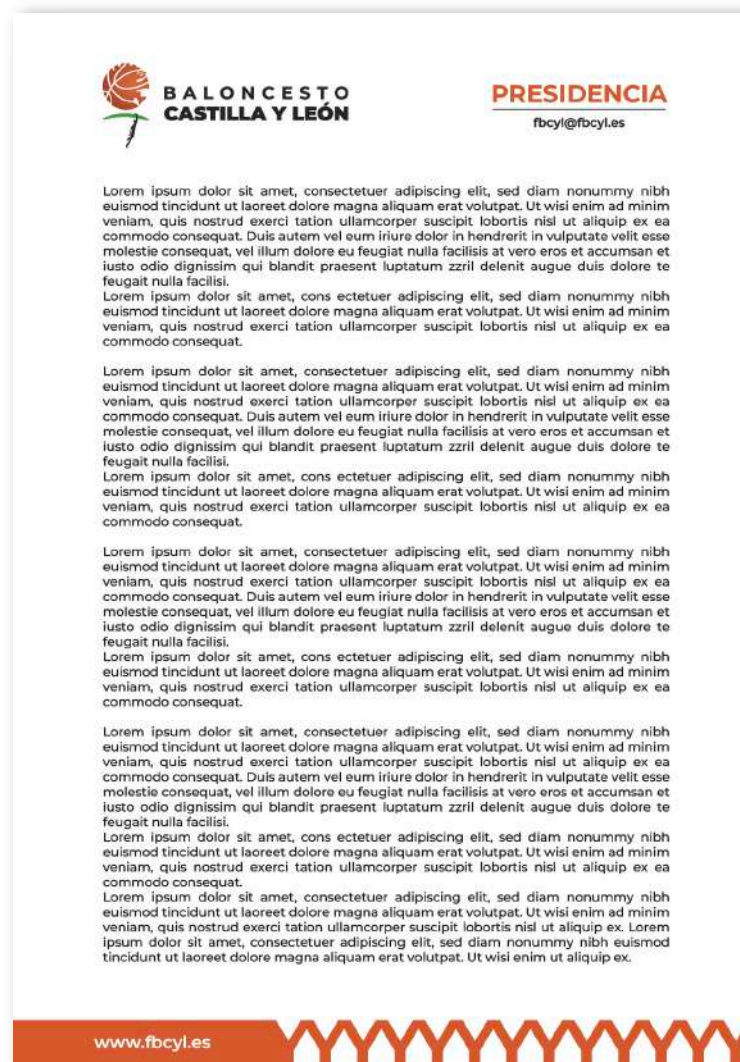 BALONCESTO
CASTILLA Y LEÓN
PRESIDENCIA
fbcyl@fbcyl.es
Lorem ipsum dolor sit amet, consectetuer adipiscing elit, sed diam nonummy nibh
euismod tincidunt ut laoreet dolore magna aliquam erat volutpat. Ut wisi enim ad minim
veniam, quis nostrud exerci tation ullamcorper suscipit lobortis nisl ut aliquip ex ea
commodo consequat. Duis autem vel eum iriure dolor in hendrerit in vulputate velit esse
molestie consequat, vel illum dolore eu feugiat nulla facilisis at vero eros et accumsan et
iusto odio dignissim qui blandit praesent luptatum zzril delenit augue duis dolore te
feugait nulla facilisi.
Lorem ipsum dolor sit amet, cons ectetuer adipiscing elit, sed diam nonummy nibh
euismod tincidunt ut laoreet dolore magna aliquam erat volutpat. Ut wisi enim ad minim
veniam, quis nostrud exerci tation ullamcorper suscipit lobortis nisl ut aliquip ex ea
commodo consequat.
Lorem ipsum dolor sit amet, consectetuer adipiscing elit, sed diam nonummy nibh
euismod tincidunt ut laoreet dolore magna aliquam erat volutpat. Ut wisi enim ad minim
veniam, quis nostrud exerci tation ullamcorper suscipit lobortis nisl ut aliquip ex ea
commodo consequat. Duis autem vel eum iriure dolor in hendrerit in vulputate velit esse
molestie consequat, vel illum dolore eu feugiat nulla facilisis at vero eros et accumsan et
iusto odio dignissim qui blandit praesent luptatum zzril delenit augue duis dolore te
feugait nulla facilisi.
Lorem ipsum dolor sit amet, cons ectetuer adipiscing elit, sed diam nonummy nibh
euismod tincidunt ut laoreet dolore magna aliquam erat volutpat. Ut wisi enim ad minim
veniam, quis nostrud exerci tation ullamcorper suscipit lobortis nisl ut aliquip ex ea
commodo consequat.
Lorem ipsum dolor sit amet, consectetuer adipiscing elit, sed diam nonummy nibh
euismod tincidunt ut laoreet dolore magna aliquam erat volutpat. Ut wisi enim ad minim
veniam, quis nostrud exerci tation ullamcorper suscipit lobortis nisl ut aliquip ex ea
commodo consequat. Duis autem vel eum iriure dolor in hendrerit in vulputate velit esse
molestie consequat, vel illum dolore eu feugiat nulla facilisis at vero eros et accumsan et
iusto odio dignissim qui blandit praesent luptatum zzril delenit augue duis dolore te
feugait nulla facilisi.
Lorem ipsum dolor sit amet, cons ectetuer adipiscing elit, sed diam nonummy nibh
euismod tincidunt ut laoreet dolore magna aliquam erat volutpat. Ut wisi enim ad minim
veniam, quis nostrud exerci tation ullamcorper suscipit lobortis nisl ut aliquip ex ea
commodo consequat.
Lorem ipsum dolor sit amet, consectetuer adipiscing elit, sed diam nonummy nibh
euismod tincidunt ut laoreet dolore magna aliquam erat volutpat. Ut wisi enim ad minim
veniam, quis nostrud exerci tation ullamcorper suscipit lobortis nisl ut aliquip ex ea
commodo consequat. Duis autem vel eum iriure dolor in hendrerit in vulputate velit esse
molestie consequat, vel illum dolore eu feugiat nulla facilisis at vero eros et accumsan et
iusto odio dignissim qui blandit praesent luptatum zzril delenit augue duis dolore te
feugait nulla facilisi.
Lorem ipsum dolor sit amet, cons ectetuer adipiscing elit, sed diam nonummy nibh
euismod tincidunt ut laoreet dolore magna aliquam erat volutpat. Ut wisi enim ad minim
veniam, quis nostrud exerci tation ullamcorper suscipit lobortis nisl ut aliquip ex ea
commodo consequat.
Lorem ipsum dolor sit amet, consectetuer adipiscing elit, sed diam nonummy nibh
euismod tincidunt ut laoreet dolore magna aliquam erat volutpat. Ut wisi enim ad minim
veniam, quis nostrud exerci tation ullamcorper suscipit lobortis nisl ut aliquip ex. Lorem
ipsum dolor sit amet, consectetuer adipiscing elit, sed diam nonummy nibh euismod
tincidunt ut laoreet dolore magna aliquam erat volutpat. Ut wisi enim ut aliquip ex.
www.fbcyl.es